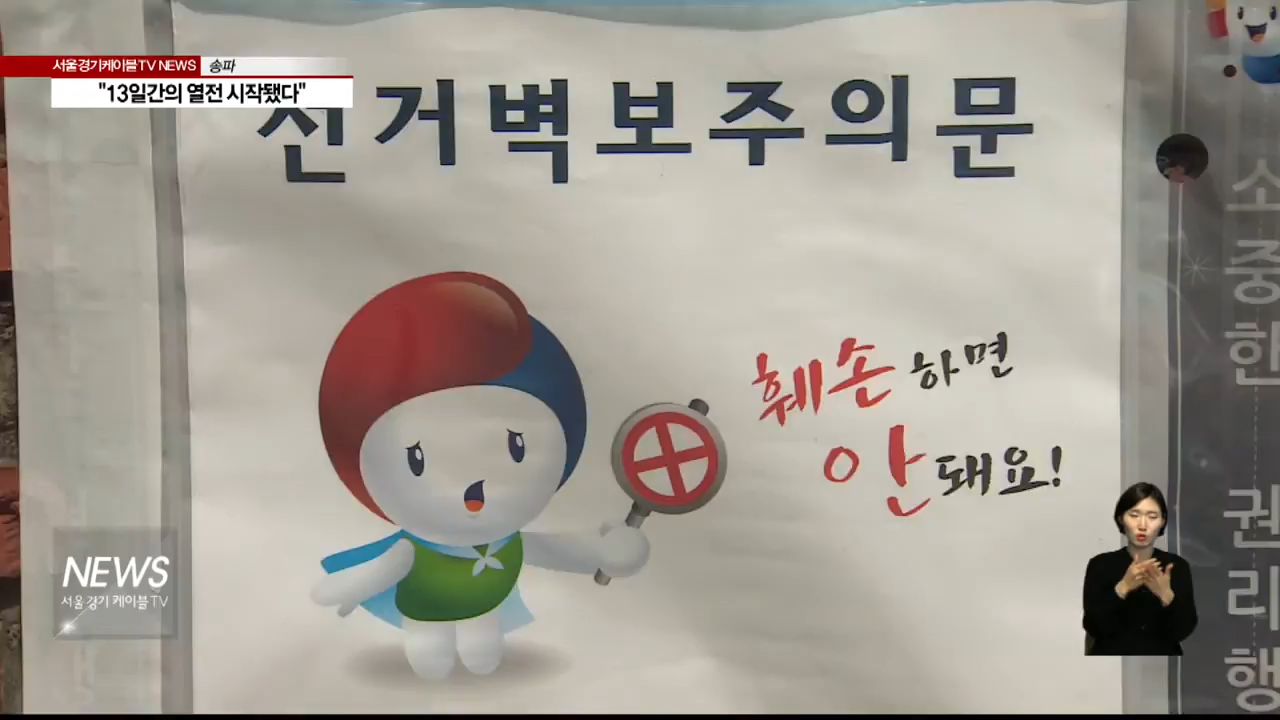 서울경기케이블TV NEWS 송파
"13일간의 열전 시작됐다"
선거벽보주의문
훼손하면
안돼요!
NEWS
서울경기케이블TV
소중한 권리행